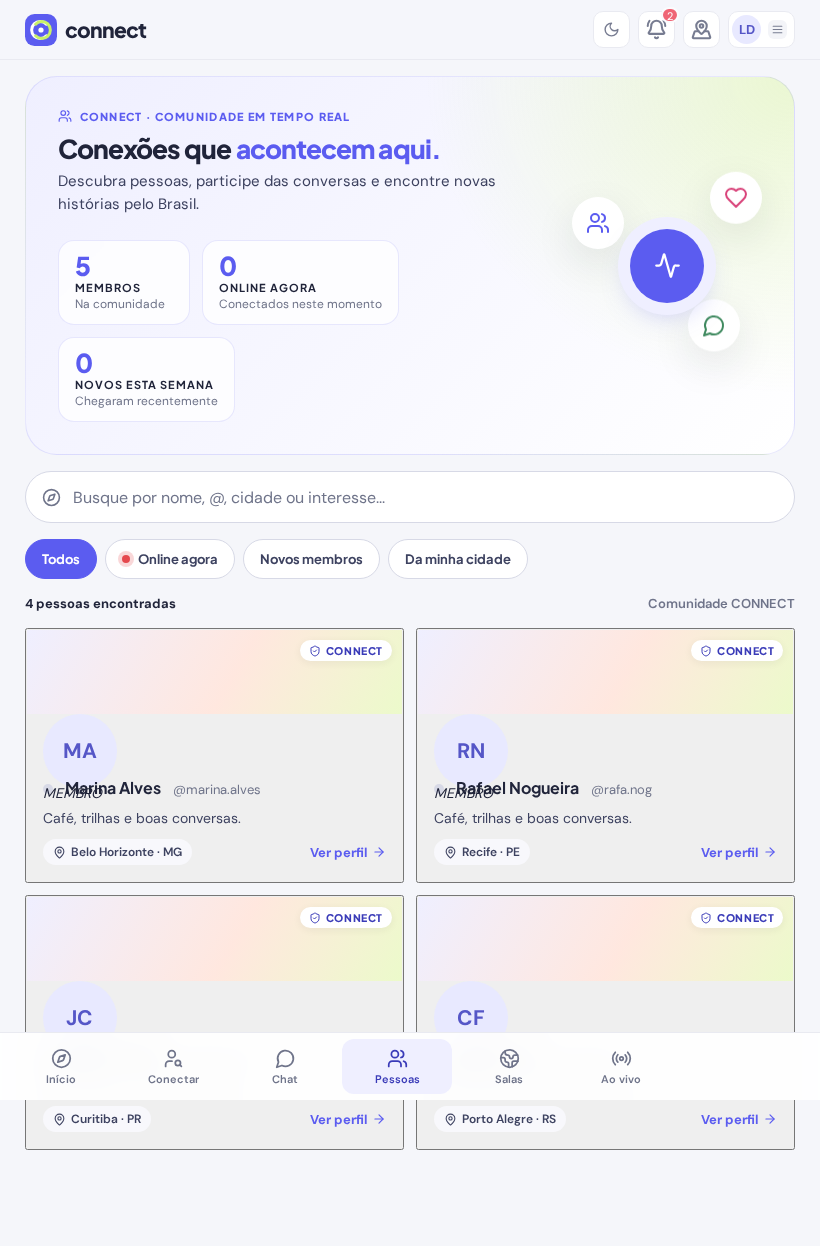 connect
2
LD
CONNECT · COMUNIDADE EM TEMPO REAL
Conexões que acontecem aqui.
Descubra pessoas, participe das conversas e encontre novas
histórias pelo Brasil.
5
MEMBROS
Na comunidade
0
ONLINE AGORA
Conectados neste momento
0
NOVOS ESTA SEMANA
Chegaram recentemente
Busque por nome, @, cidade ou interesse...
Todos
Online agora
Novos membros
Da minha cidade
4 pessoas encontradas
Comunidade CONNECT
CONNECT
MA
Marina Alves @marina.alves
MEMBRO
Café, trilhas e boas conversas.
Belo Horizonte · MG
Ver perfil
CONNECT
RN
Rafael Nogueira @rafa.nog
MEMBRO
Café, trilhas e boas conversas.
Recife · PE
Ver perfil
CONNECT
JC
CONNECT
CF
Início
Conectar
Chat
Pessoas
Salas
Ao vivo
Curitiba · PR
Ver perfil
Porto Alegre · RS
Ver perfil